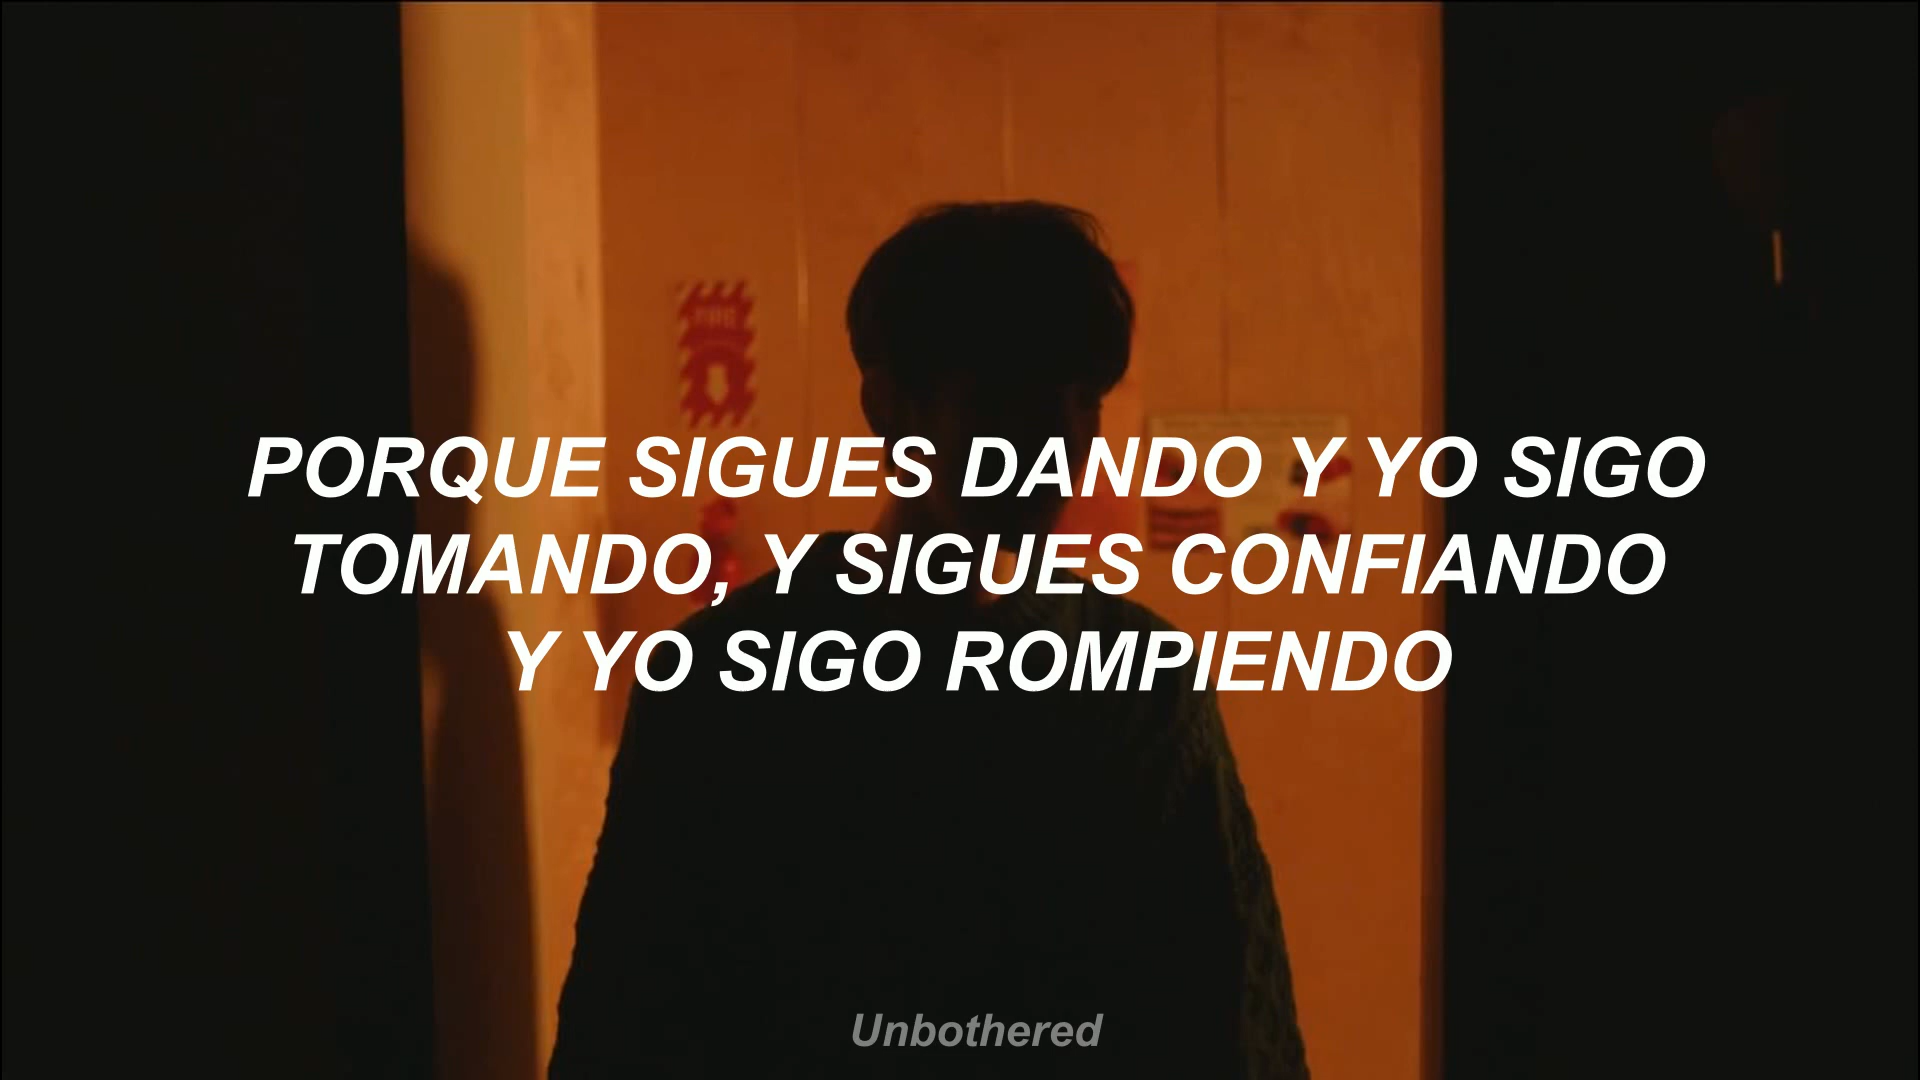 PORQUE SIGUES DANDO Y YO SIGO
TOMANDO, Y SIGUES CONFIANDO
Y YO SIGO ROMPIENDO
Unbothered